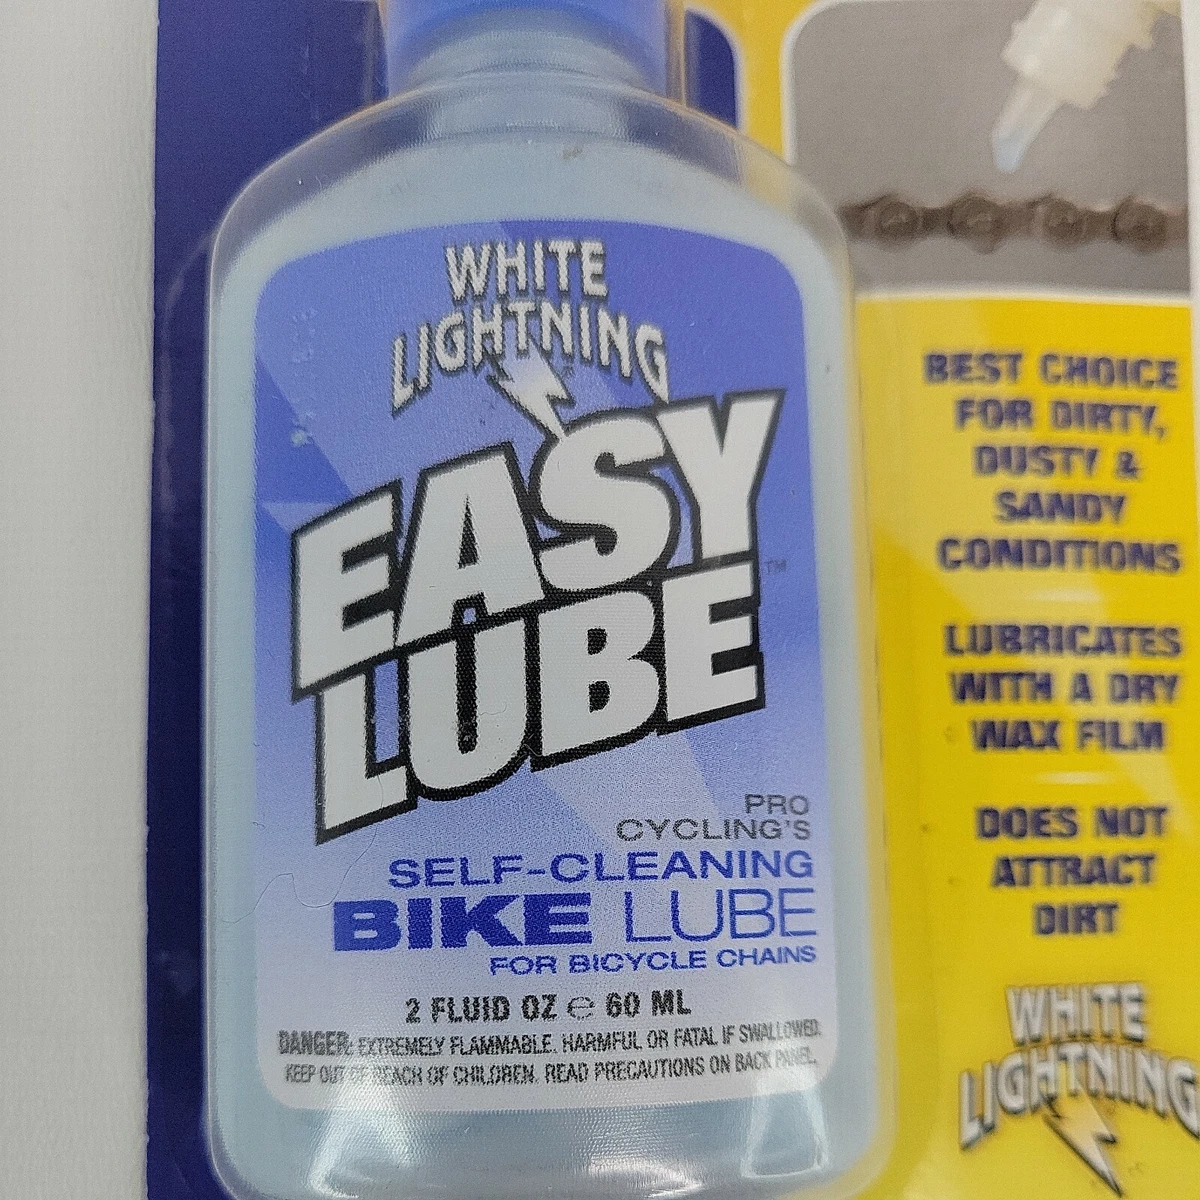 WHITE
LIGHTNING
EASY
LUBE
TM
PRO
CYCLING'S
SELF-CLEANING
BIKE LUBE
FOR BICYCLE CHAINS
2 FLUID OZ ℮ 60 ML
DANGER: EXTREMELY FLAMMABLE. HARMFUL OR FATAL IF SWALLOWED.
KEEP OUT OF REACH OF CHILDREN. READ PRECAUTIONS ON BACK PANEL.
BEST CHOICE
FOR DIRTY,
DUSTY &
SANDY
CONDITIONS
LUBRICATES
WITH A DRY
WAX FILM
DOES NOT
ATTRACT
DIRT
WHITE
LIGHTNING